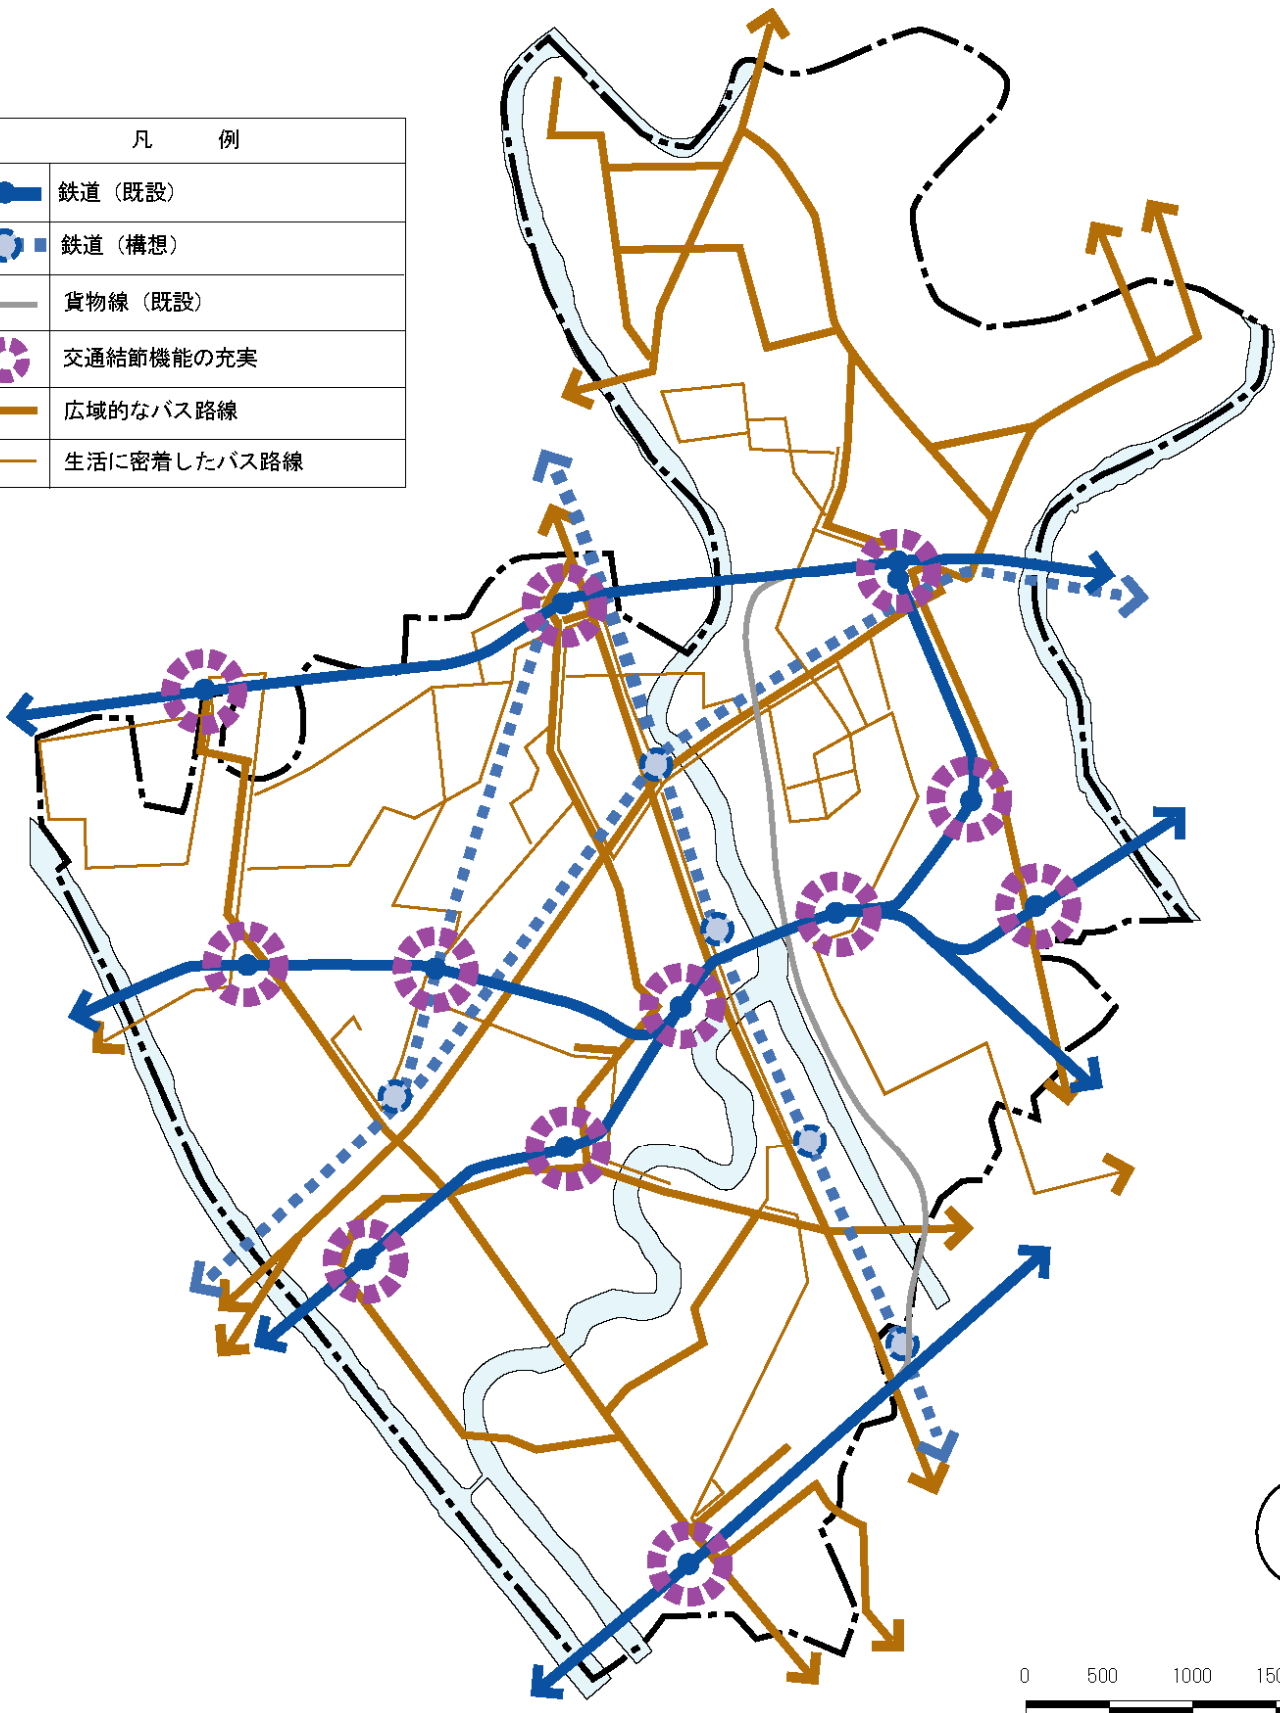 凡　　例
鉄道（既設）
鉄道（構想）
貨物線（既設）
交通結節機能の充実
広域的なバス路線
生活に密着したバス路線
0 500 1000